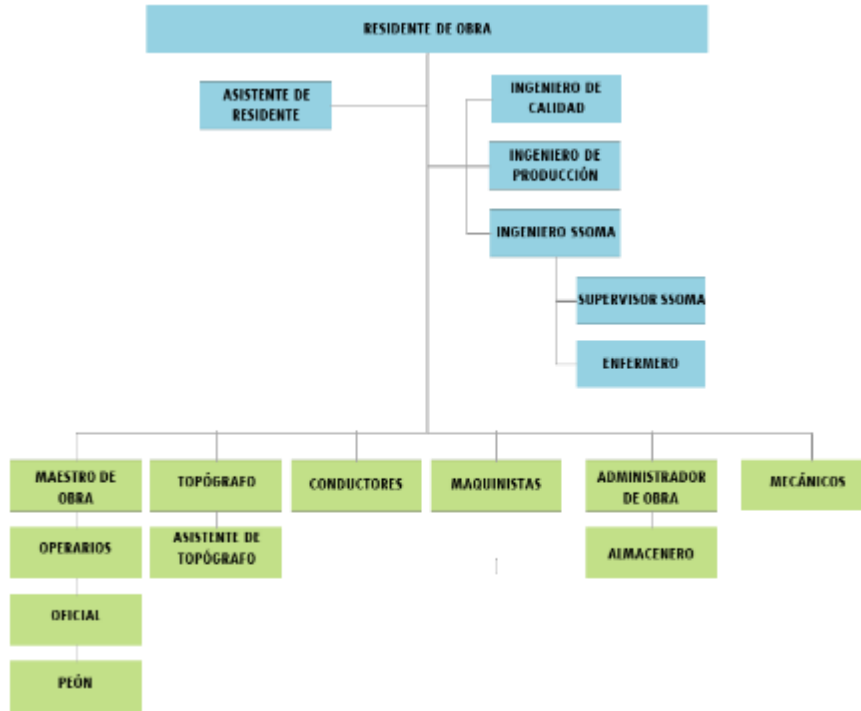 RESIDENTE DE OBRA
ASISTENTE DE
RESIDENTE
INGENIERO DE
CALIDAD
INGENIERO DE
PRODUCCIÓN
INGENIERO SSOMA
SUPERVISOR SSOMA
ENFERMERO
MAESTRO DE
OBRA
TOPÓGRAFO
CONDUCTORES
MAQUINISTAS
ADMINISTRADOR
DE OBRA
MECÁNICOS
OPERARIOS
ASISTENTE DE
TOPÓGRAFO
ALMACENERO
OFICIAL
PEÓN